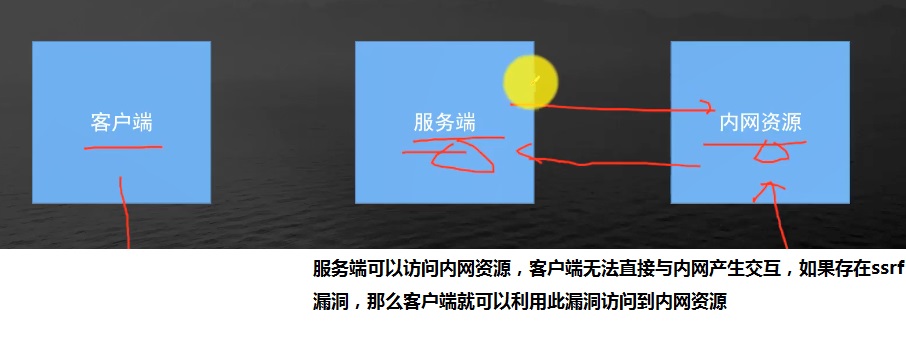 客户端
服务端
内网资源
服务端可以访问内网资源，客户端无法直接与内网产生交互，如果存在ssrf
漏洞，那么客户端就可以利用此漏洞访问到内网资源